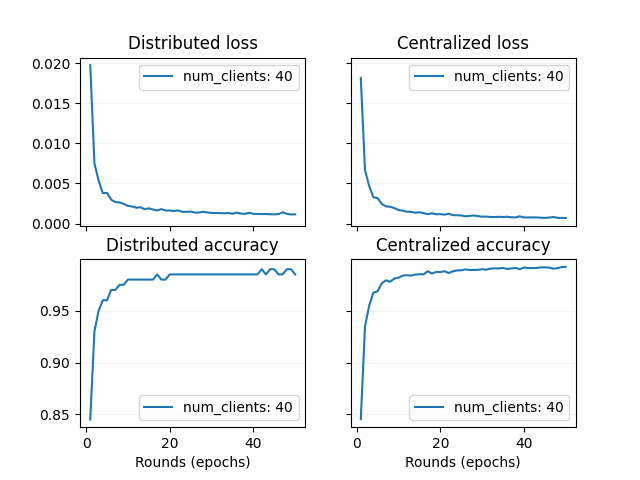 Distributed loss
Centralized loss
0.020
0.015
0.010
0.005
0.000
num_clients: 40
num_clients: 40
Distributed accuracy
Centralized accuracy
0.95
0.90
0.85
num_clients: 40
num_clients: 40
0 20 40
0 20 40
Rounds (epochs)
Rounds (epochs)